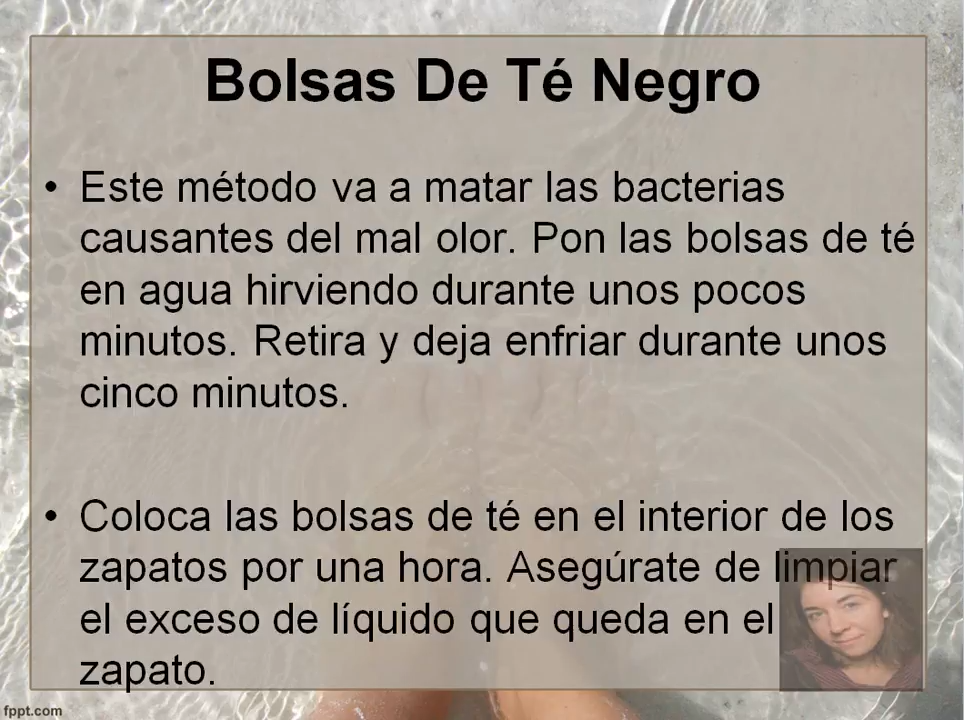 Bolsas De Té Negro
• Este método va a matar las bacterias
causantes del mal olor. Pon las bolsas de té
en agua hirviendo durante unos pocos
minutos. Retira y deja enfriar durante unos
cinco minutos.
• Coloca las bolsas de té en el interior de los
zapatos por una hora. Asegúrate de limpiar
el exceso de líquido que queda en el
zapato.
fppt.com